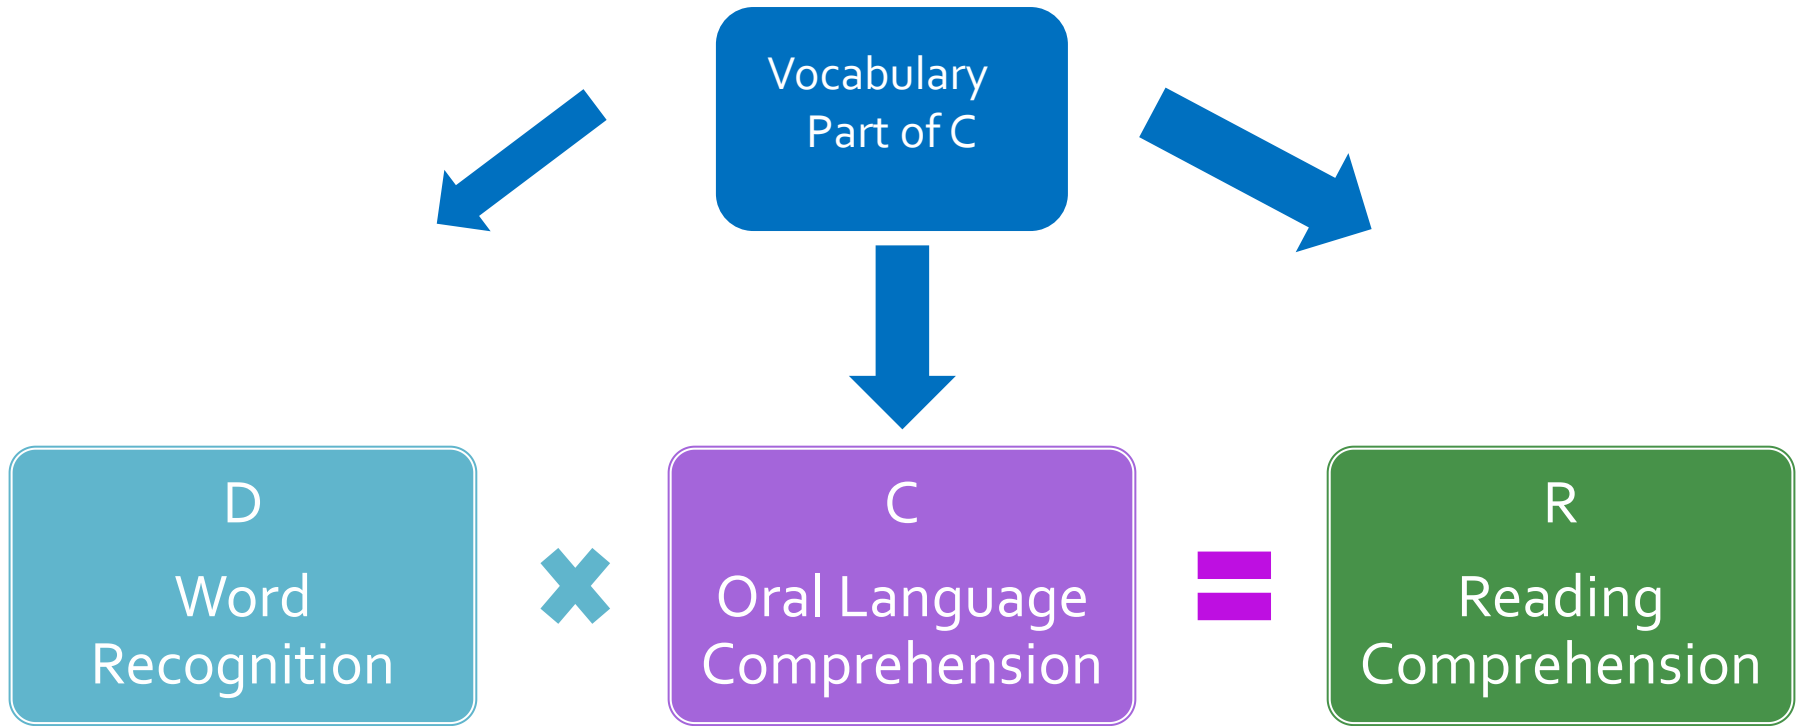 Vocabulary
Part of C
D
Word
Recognition
C
Oral Language
Comprehension
R
Reading
Comprehension